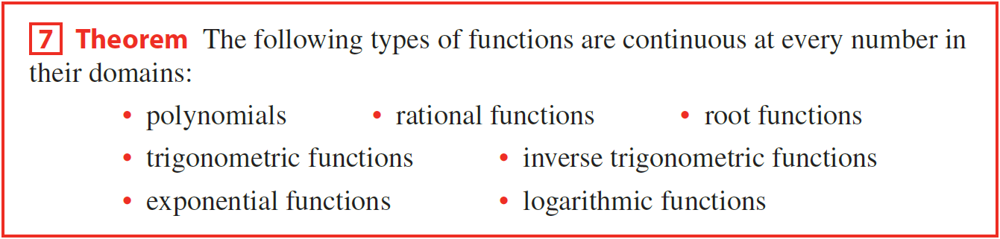 7 Theorem The following types of functions are continuous at every number in
their domains:
• polynomials • rational functions • root functions
• trigonometric functions • inverse trigonometric functions
• exponential functions • logarithmic functions